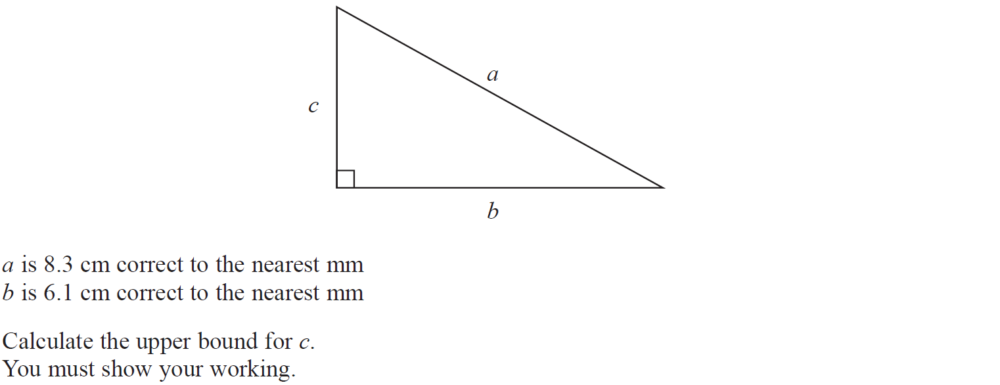 a
c
b
a is 8.3 cm correct to the nearest mm
b is 6.1 cm correct to the nearest mm
Calculate the upper bound for c.
You must show your working.